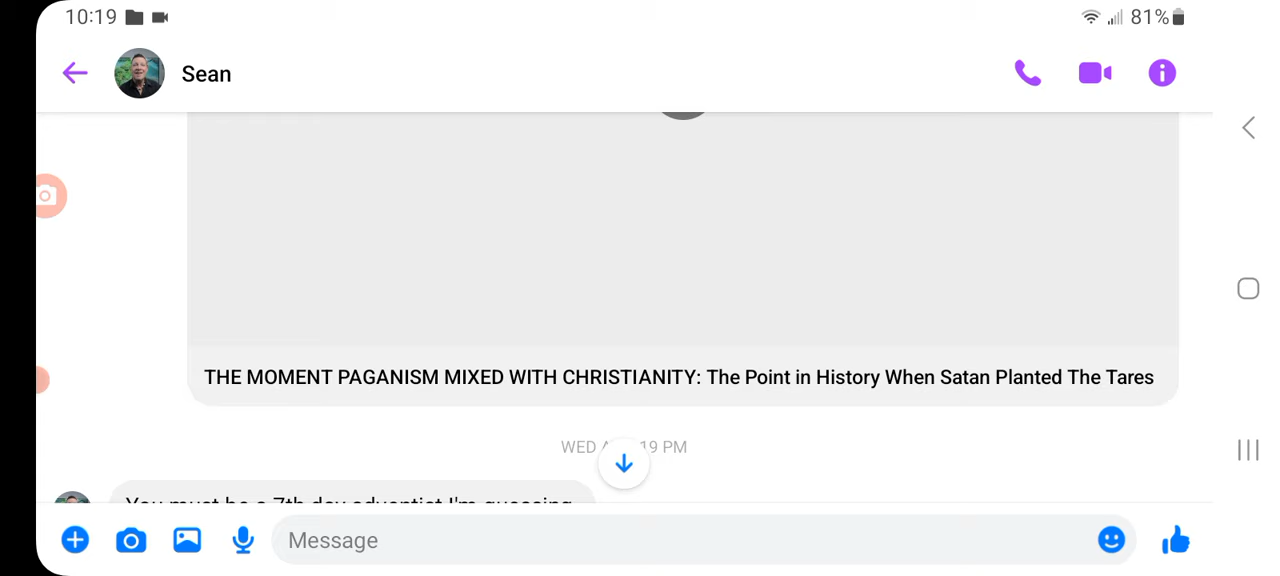 10:19
81%
Sean
THE MOMENT PAGANISM MIXED WITH CHRISTIANITY: The Point in History When Satan Planted The Tares
WED 19 PM
You must be a 7th day adventist I'm guessing
Message